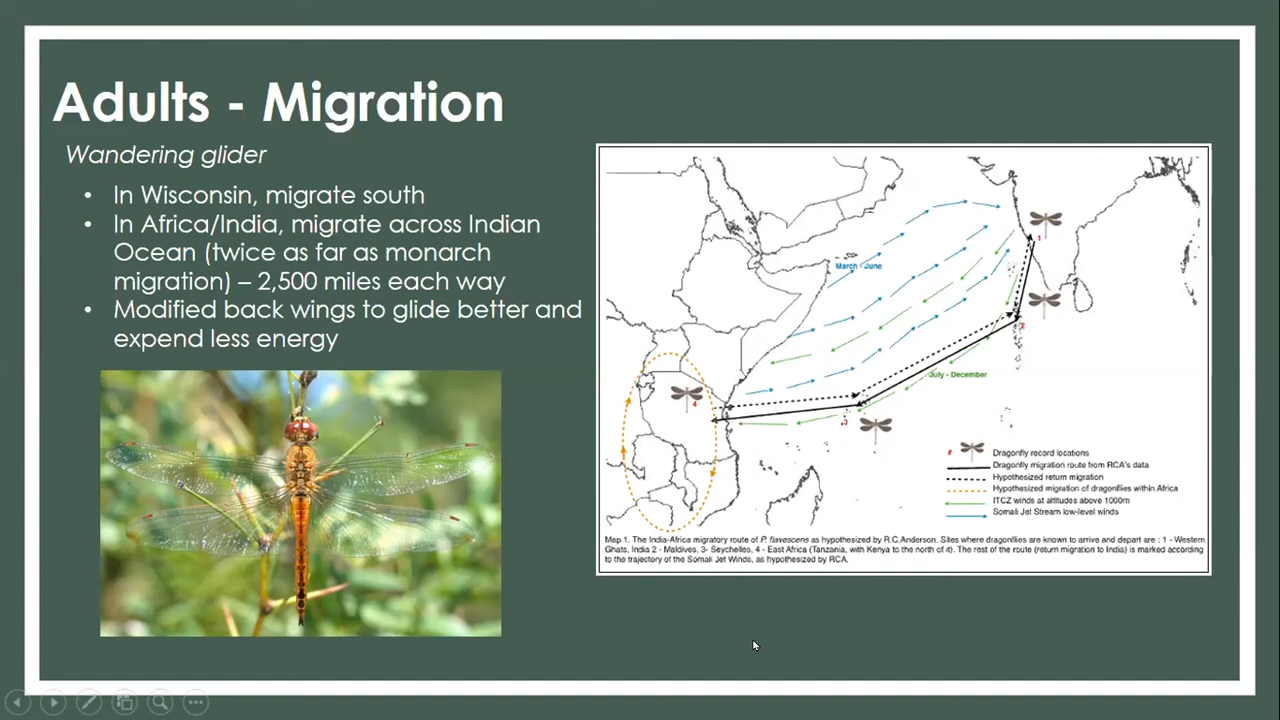 Adults - Migration
Wandering glider
• In Wisconsin, migrate south
• In Africa/India, migrate across Indian
Ocean (twice as far as monarch
migration) – 2,500 miles each way
• Modified back wings to glide better and
expend less energy
March - June
1
2
July - December
4
3
# Dragonfly record locations
Dragonfly migration route from RCA's data
Hypothesized return migration
Hypothesized migration of dragonflies within Africa
ITCZ winds at altitudes above 1000m
Somali Jet Stream low-level winds
Map 1. The India-Africa migratory route of P. flavescens as hypothesized by R.C.Anderson. Sites where dragonflies are known to arrive and depart are : 1 - Western
Ghats, India 2 - Maldives, 3- Seychelles, 4 - East Africa (Tanzania, with Kenya to the north of it). The rest of the route (return migration to India) is marked according
to the trajectory of the Somali Jet Winds, as hypothesized by RCA.